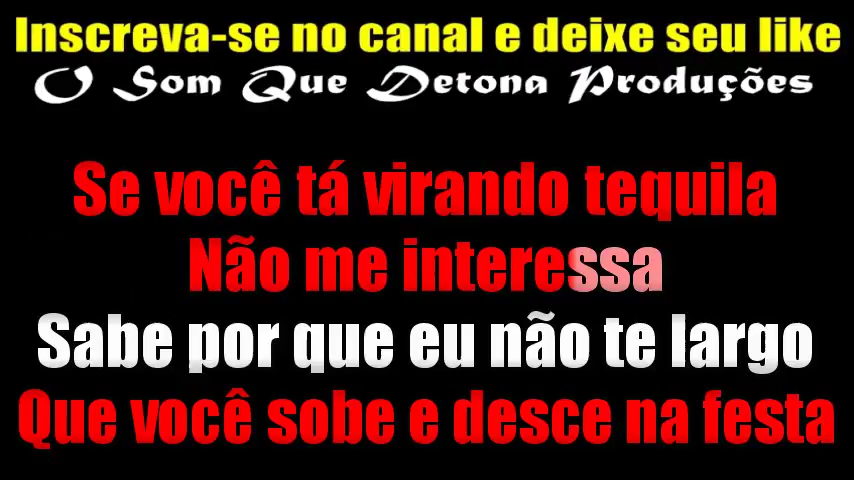 Inscreva-se no canal e deixe seu like
O Som Que Detona Produções
Se você tá virando tequila
Não me interessa
Sabe por que eu não te largo
Que você sobe e desce na festa